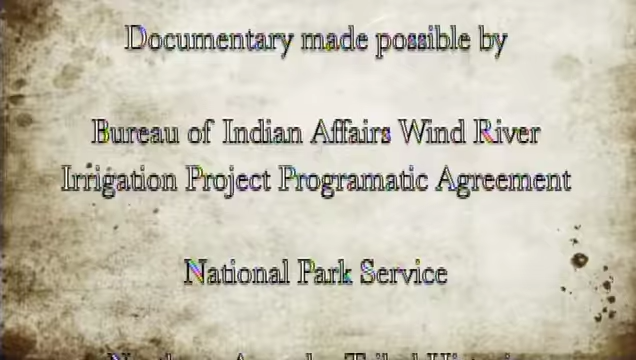 Documentary made possible by
Bureau of Indian Affairs Wind River
Irrigation Project Programatic Agreement
National Park Service